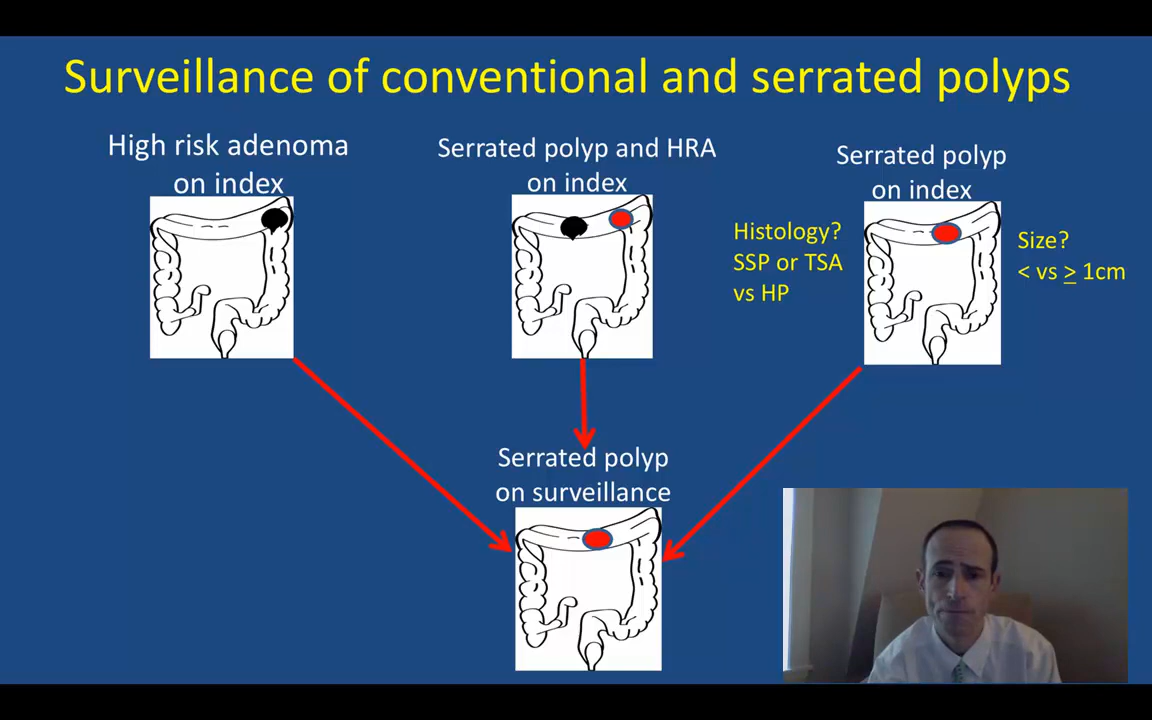 Surveillance of conventional and serrated polyps
High risk adenoma
on index
Serrated polyp and HRA
on index
Serrated polyp
on index
Histology?
SSP or TSA
vs HP
Size?
< vs ≥ 1cm
Serrated polyp
on surveillance